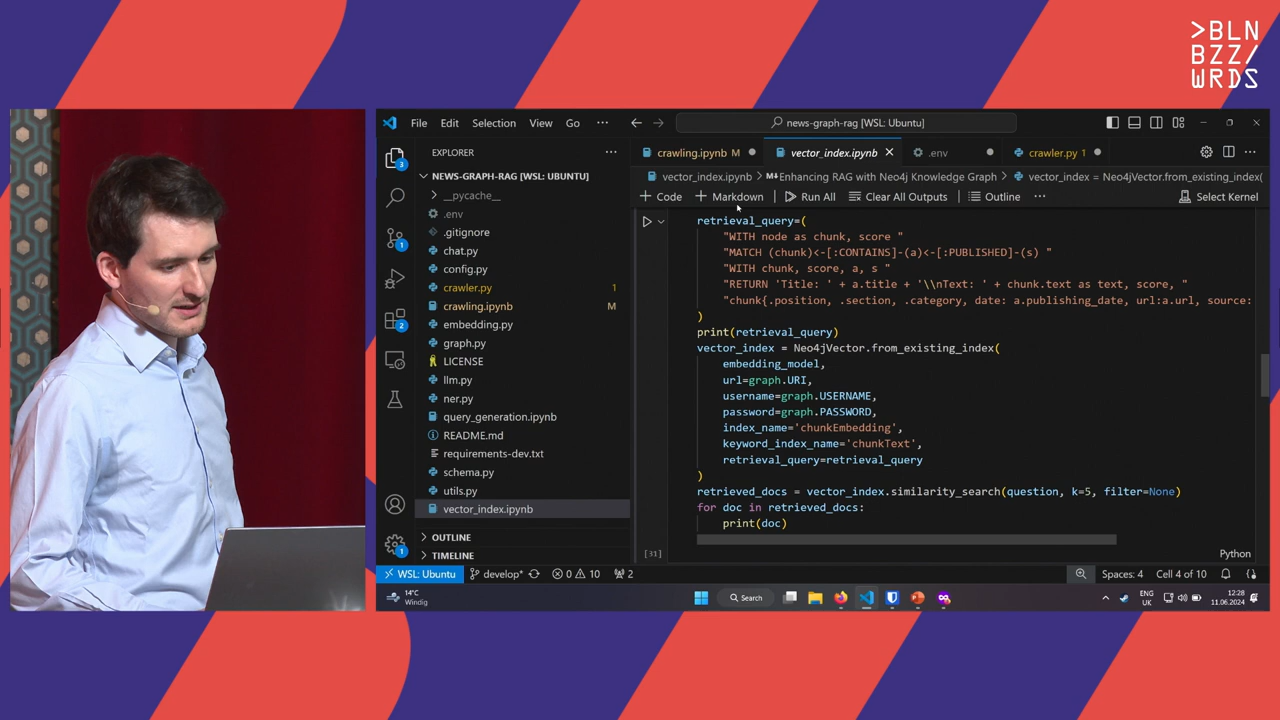 >BLN
BZZ/
WRDS
File Edit Selection View Go ··· news-graph-rag [WSL: Ubuntu]
EXPLORER ···
crawling.ipynb M vector_index.ipynb .env crawler.py 1
NEWS-GRAPH-RAG [WSL: UBUNTU]
vector_index.ipynb > M↓Enhancing RAG with Neo4j Knowledge Graph > vector_index = Neo4jVector.from_existing_index(
+ Code + Markdown Run All Clear All Outputs Outline ··· Select Kernel
__pycache__
.env
.gitignore
chat.py
config.py
crawler.py 1
crawling.ipynb M
embedding.py
graph.py
LICENSE
llm.py
ner.py
query_generation.ipynb
README.md
requirements-dev.txt
schema.py
utils.py
vector_index.ipynb
OUTLINE
TIMELINE
3
1
2
1
retrieval_query=(
"WITH node as chunk, score "
"MATCH (chunk)<-[:CONTAINS]-(a)<-[:PUBLISHED]-(s) "
"WITH chunk, score, a, s "
"RETURN 'Title: ' + a.title + '\\nText: ' + chunk.text as text, score, "
"chunk{.position, .section, .category, date: a.publishing_date, url:a.url, source:
)
print(retrieval_query)
vector_index = Neo4jVector.from_existing_index(
embedding_model,
url=graph.URI,
username=graph.USERNAME,
password=graph.PASSWORD,
index_name='chunkEmbedding',
keyword_index_name='chunkText',
retrieval_query=retrieval_query
)
retrieved_docs = vector_index.similarity_search(question, k=5, filter=None)
for doc in retrieved_docs:
print(doc)
[31] Python
WSL: Ubuntu develop* 0 10 2 Spaces: 4 Cell 4 of 10
14°C
Windig
Search
ENG
UK
12:28
11.06.2024